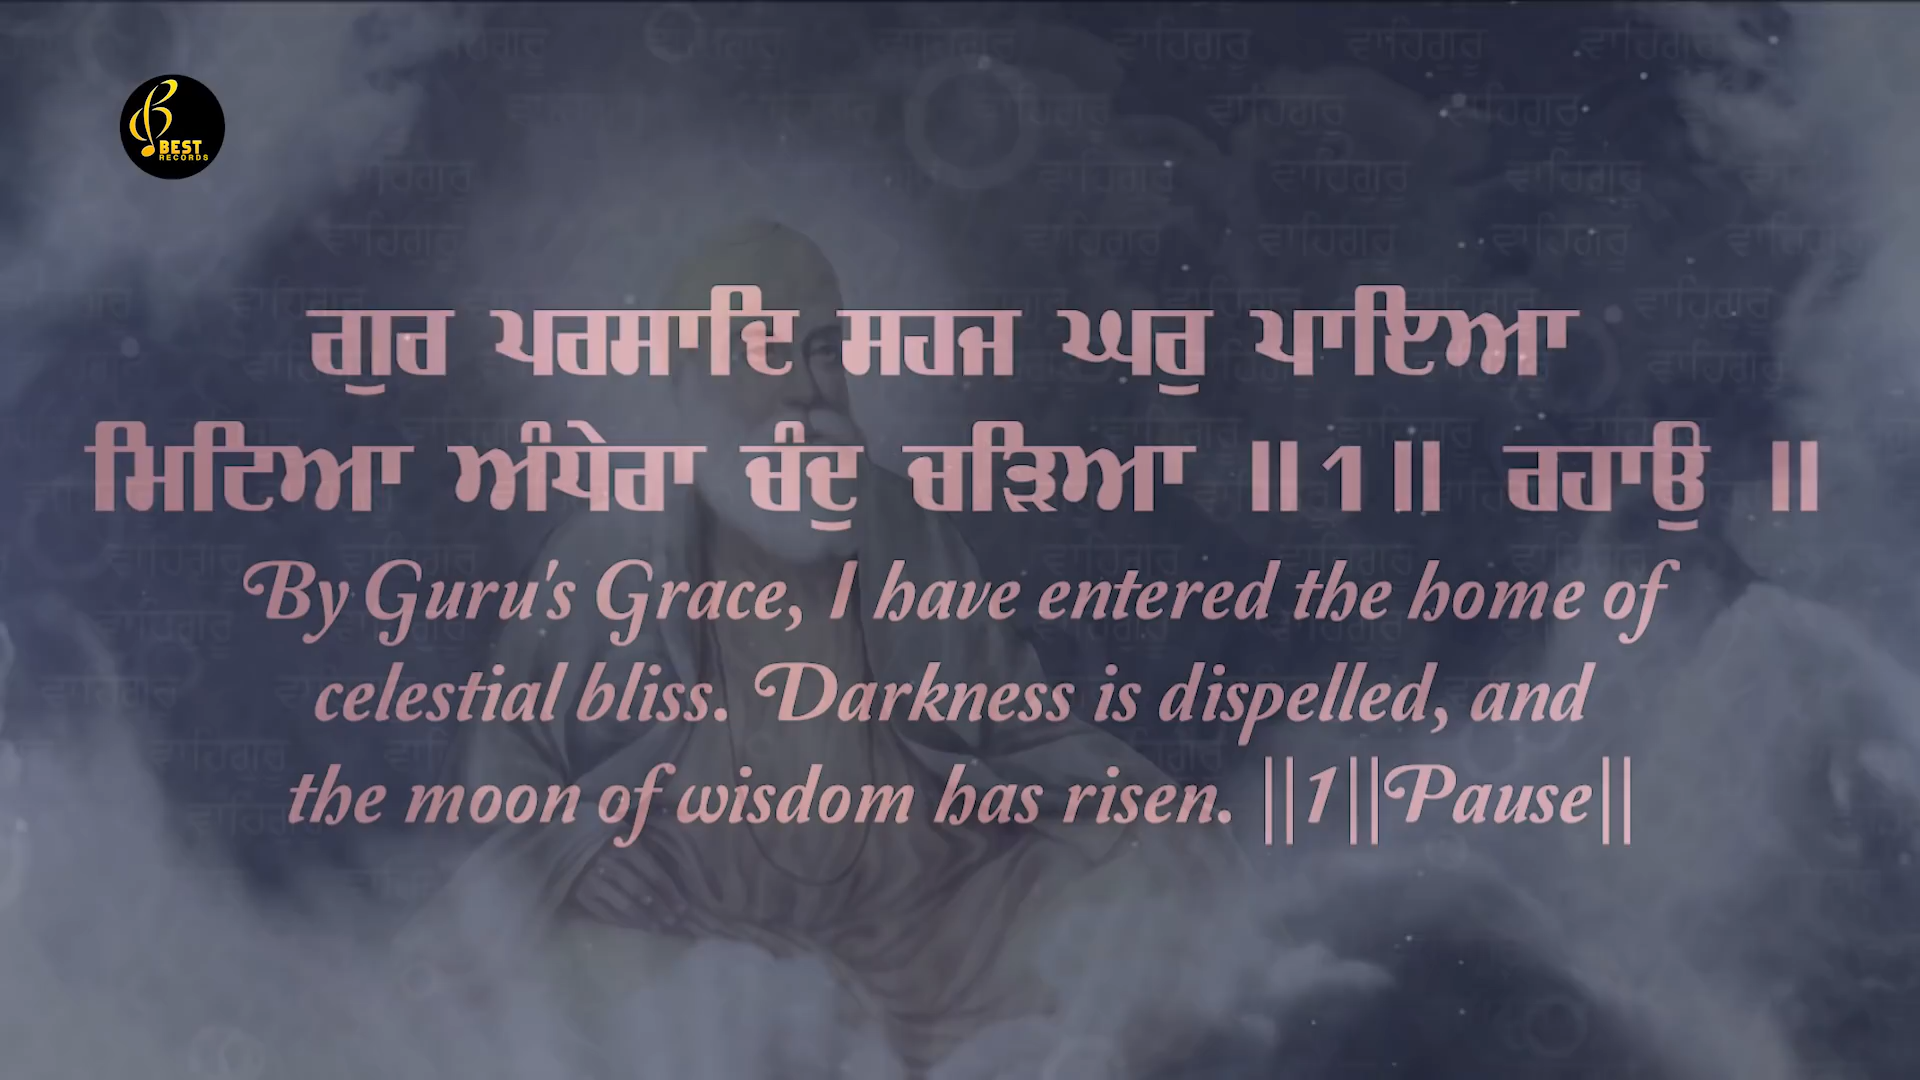 BEST
RECORDS
ਗੁਰ ਪਰਸਾਦਿ ਸਹਜ ਘਰੁ ਪਾਇਆ
ਮਿਟਿਆ ਅੰਧੇਰਾ ਚੰਦੁ ਚੜਿਆ ॥1॥ ਰਹਾਉ ॥
By Guru's Grace, I have entered the home of
celestial bliss. Darkness is dispelled, and
the moon of wisdom has risen. ||1||Pause||